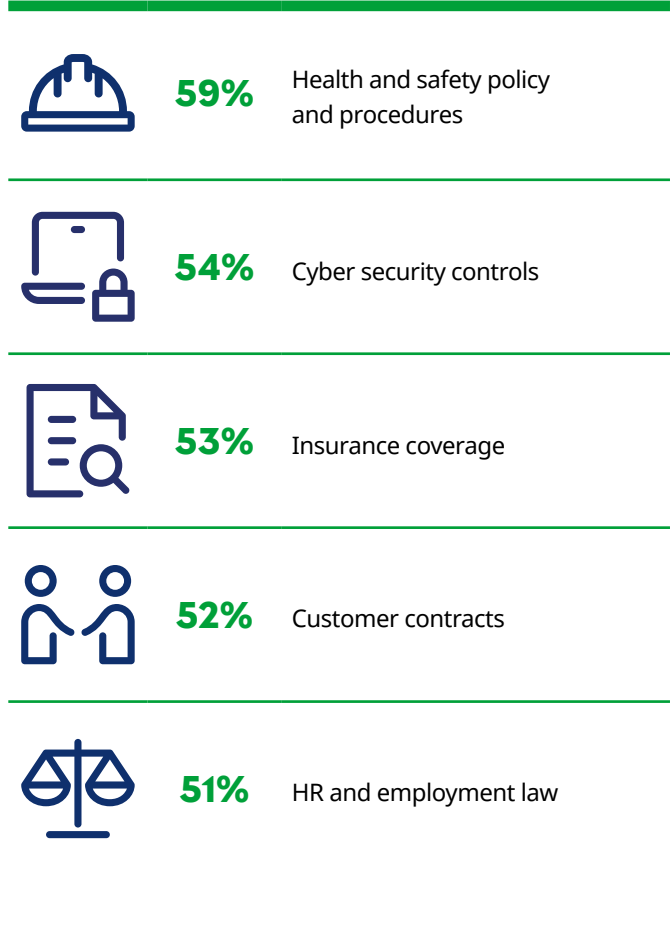 59%
Health and safety policy
and procedures
54%
Cyber security controls
53%
Insurance coverage
52%
Customer contracts
51%
HR and employment law